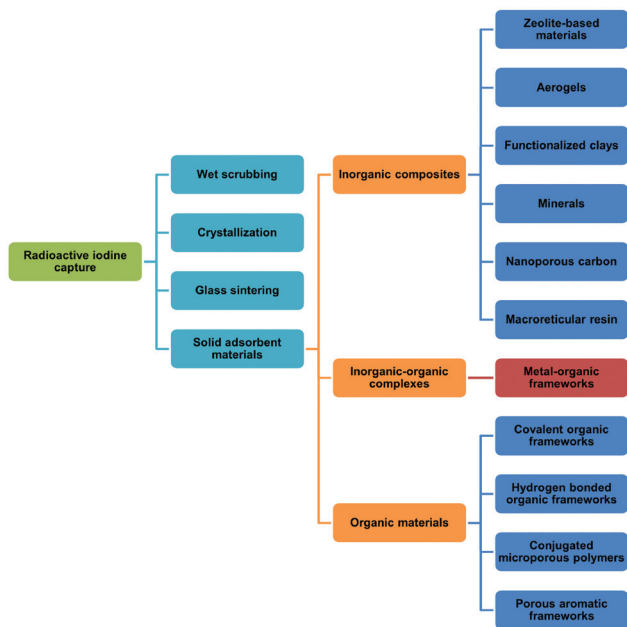 Radioactive iodine
capture
Wet scrubbing
Crystallization
Glass sintering
Solid adsorbent
materials
Inorganic composites
Inorganic-organic
complexes
Organic materials
Zeolite-based
materials
Aerogels
Functionalized clays
Minerals
Nanoporous carbon
Macroreticular resin
Metal-organic
frameworks
Covalent organic
frameworks
Hydrogen bonded
organic frameworks
Conjugated
microporous polymers
Porous aromatic
frameworks